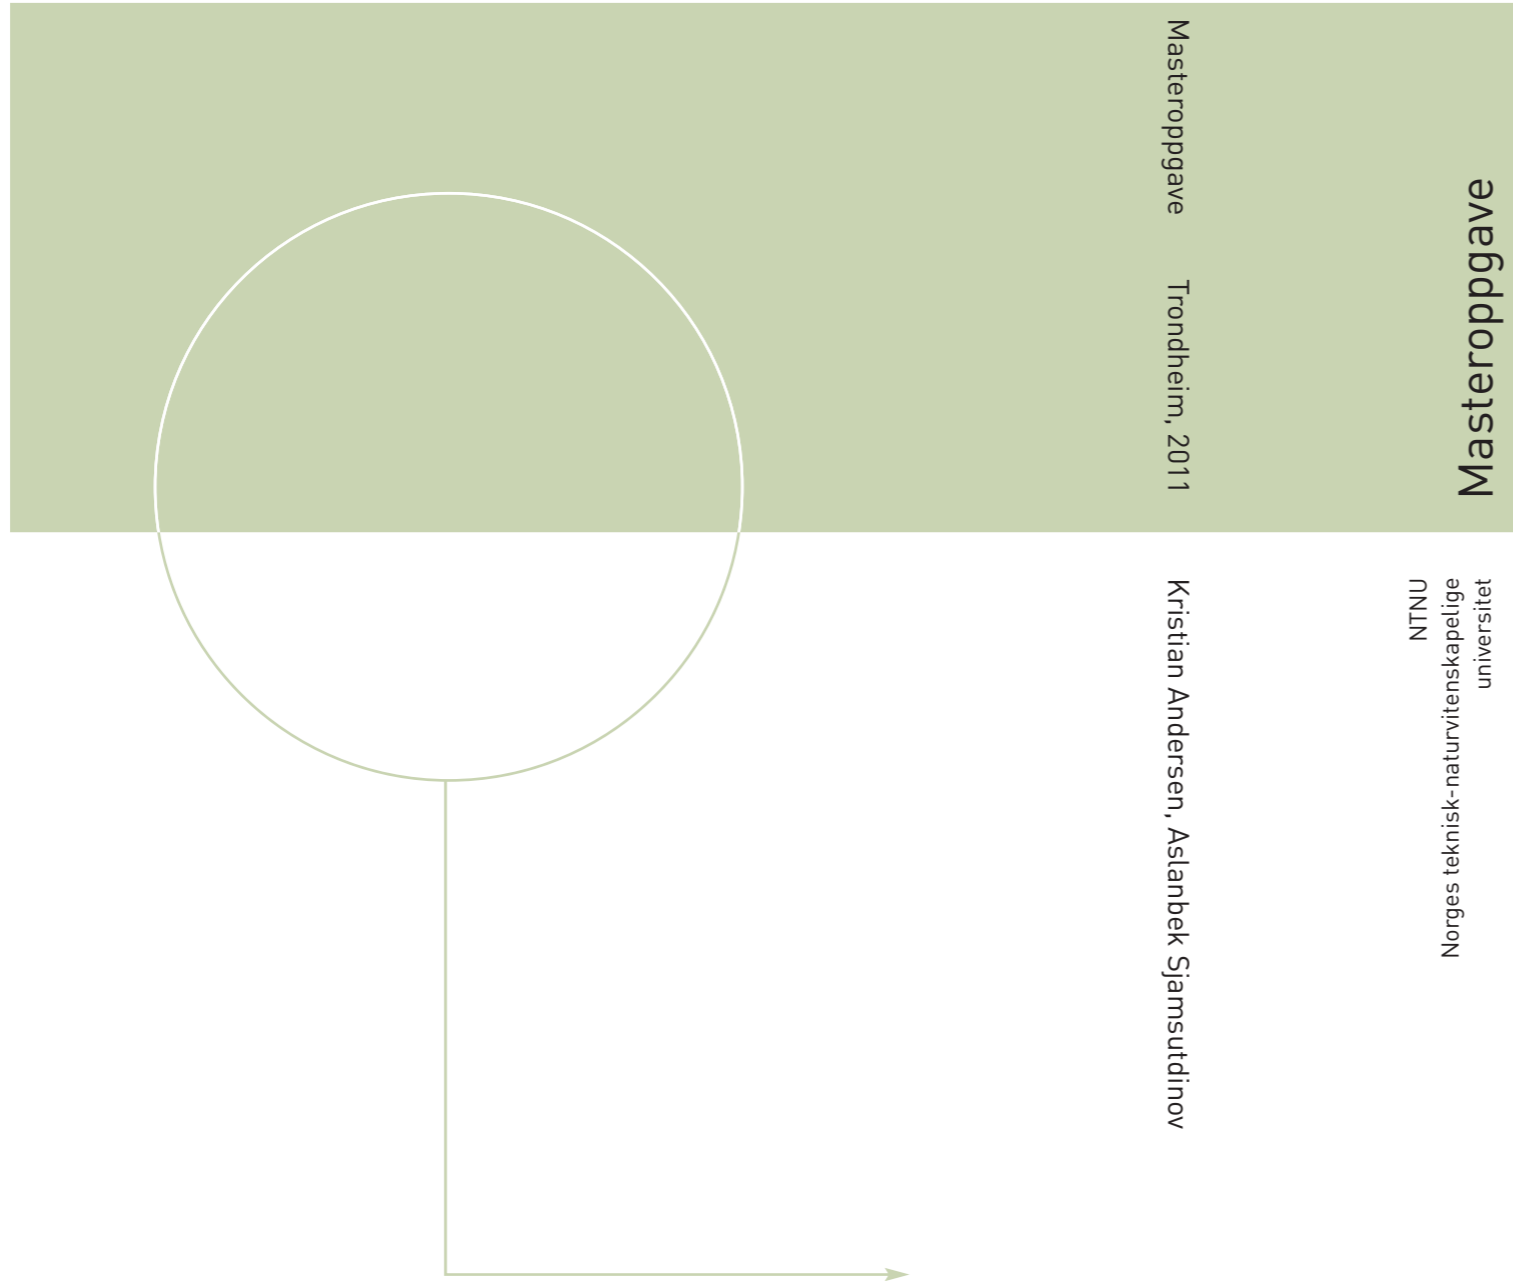 Masteroppgave
Trondheim, 2011
Kristian Andersen, Aslanbek Sjamsutdinov
Masteroppgave
NTNU
Norges teknisk-naturvitenskapelige
universitet